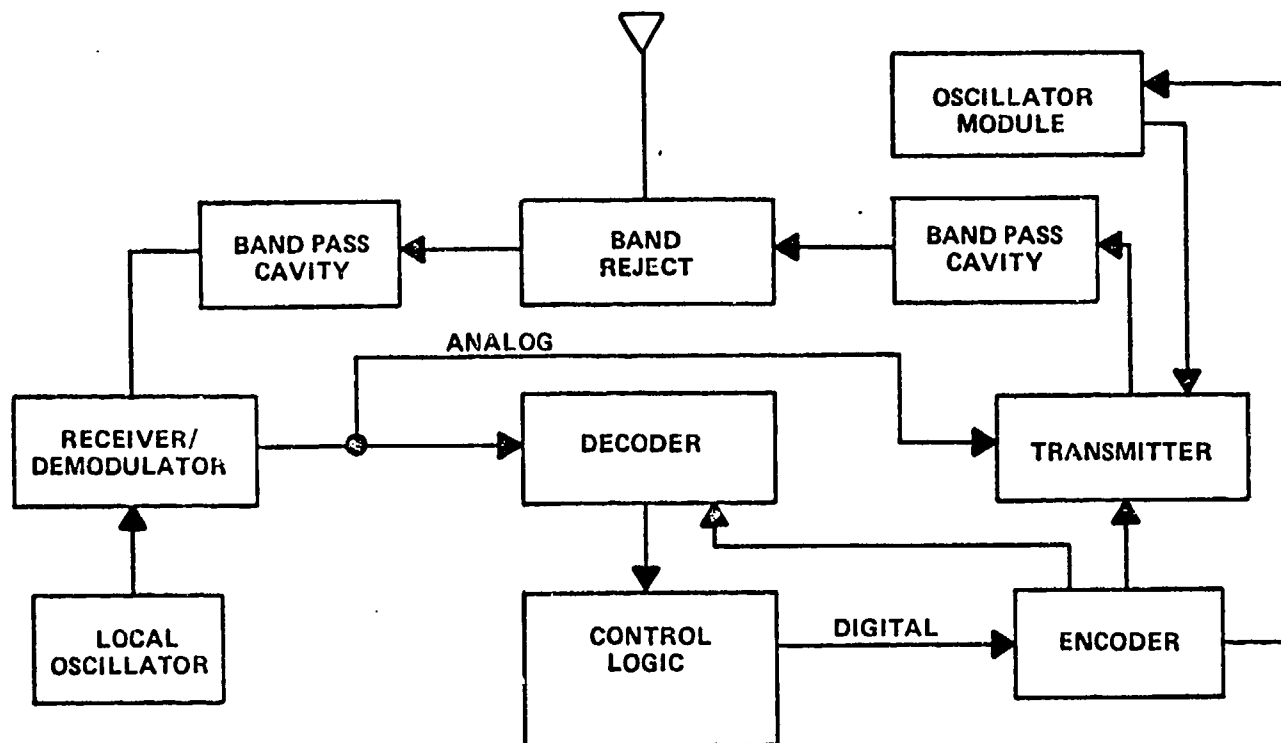 OSCILLATOR
MODULE
BAND PASS
CAVITY
BAND
REJECT
BAND PASS
CAVITY
ANALOG
RECEIVER/
DEMODULATOR
DECODER
TRANSMITTER
LOCAL
OSCILLATOR
CONTROL
LOGIC
DIGITAL
ENCODER